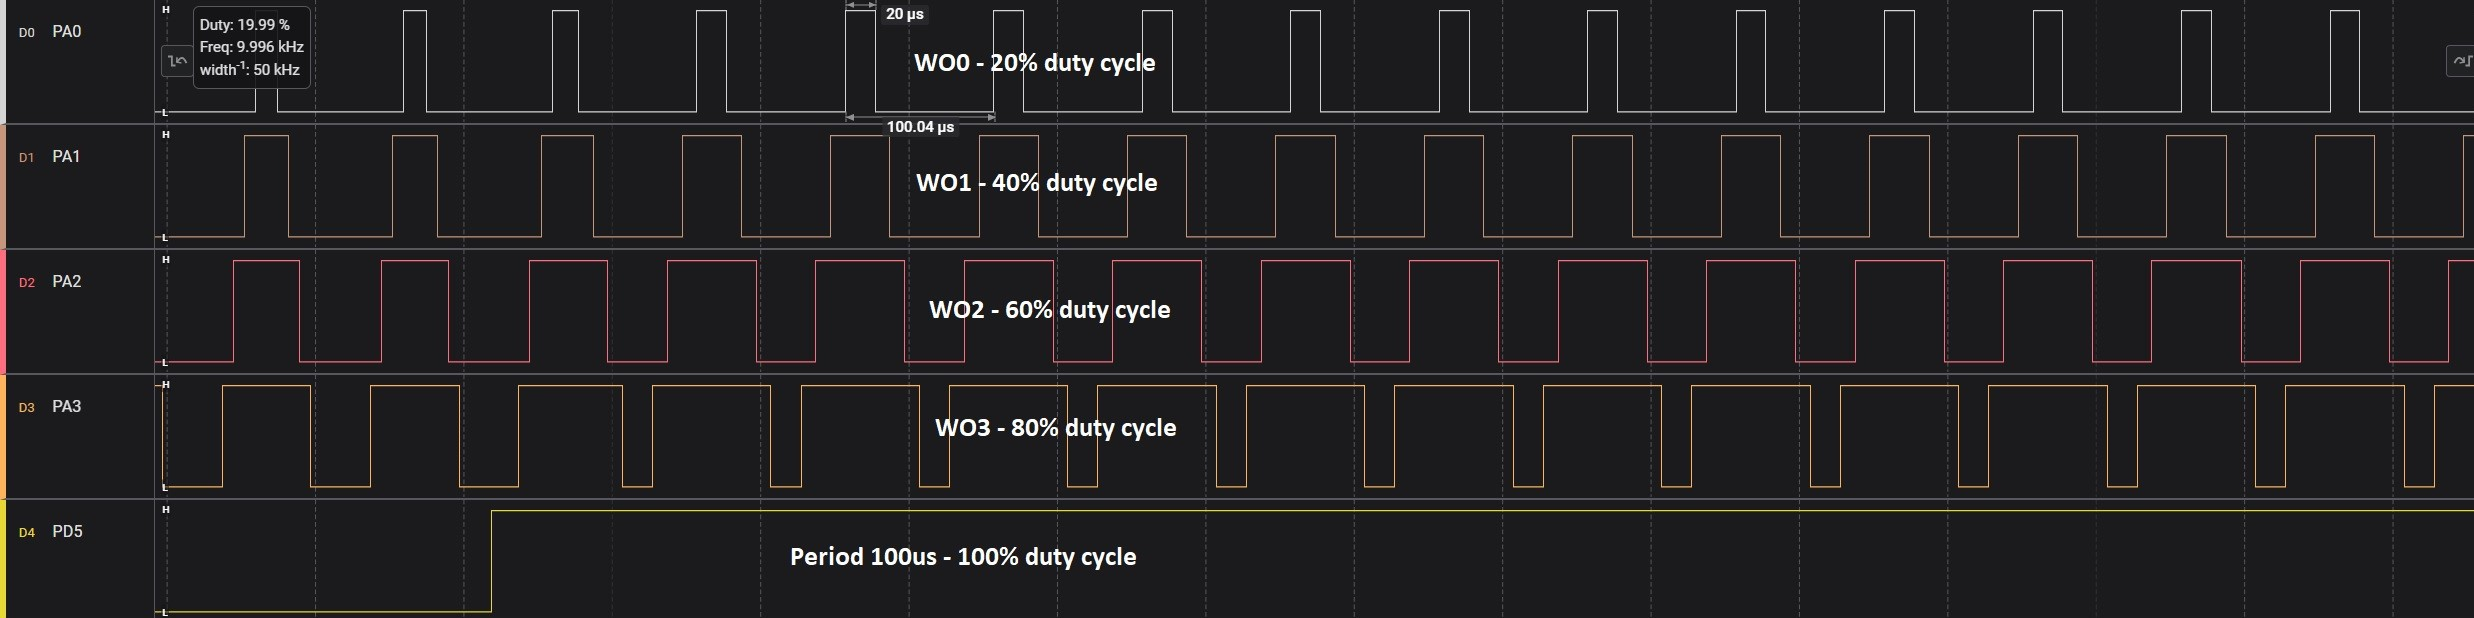 H
Duty: 19.99 %
Freq: 9.996 kHz
width-1: 50 kHz
20 µs
D0 PA0
WO0 - 20% duty cycle
L
100.04 µs
H
D1 PA1
WO1 - 40% duty cycle
L
H
D2 PA2
WO2 - 60% duty cycle
L
H
D3 PA3
WO3 - 80% duty cycle
L
H
D4 PD5
Period 100us - 100% duty cycle
L